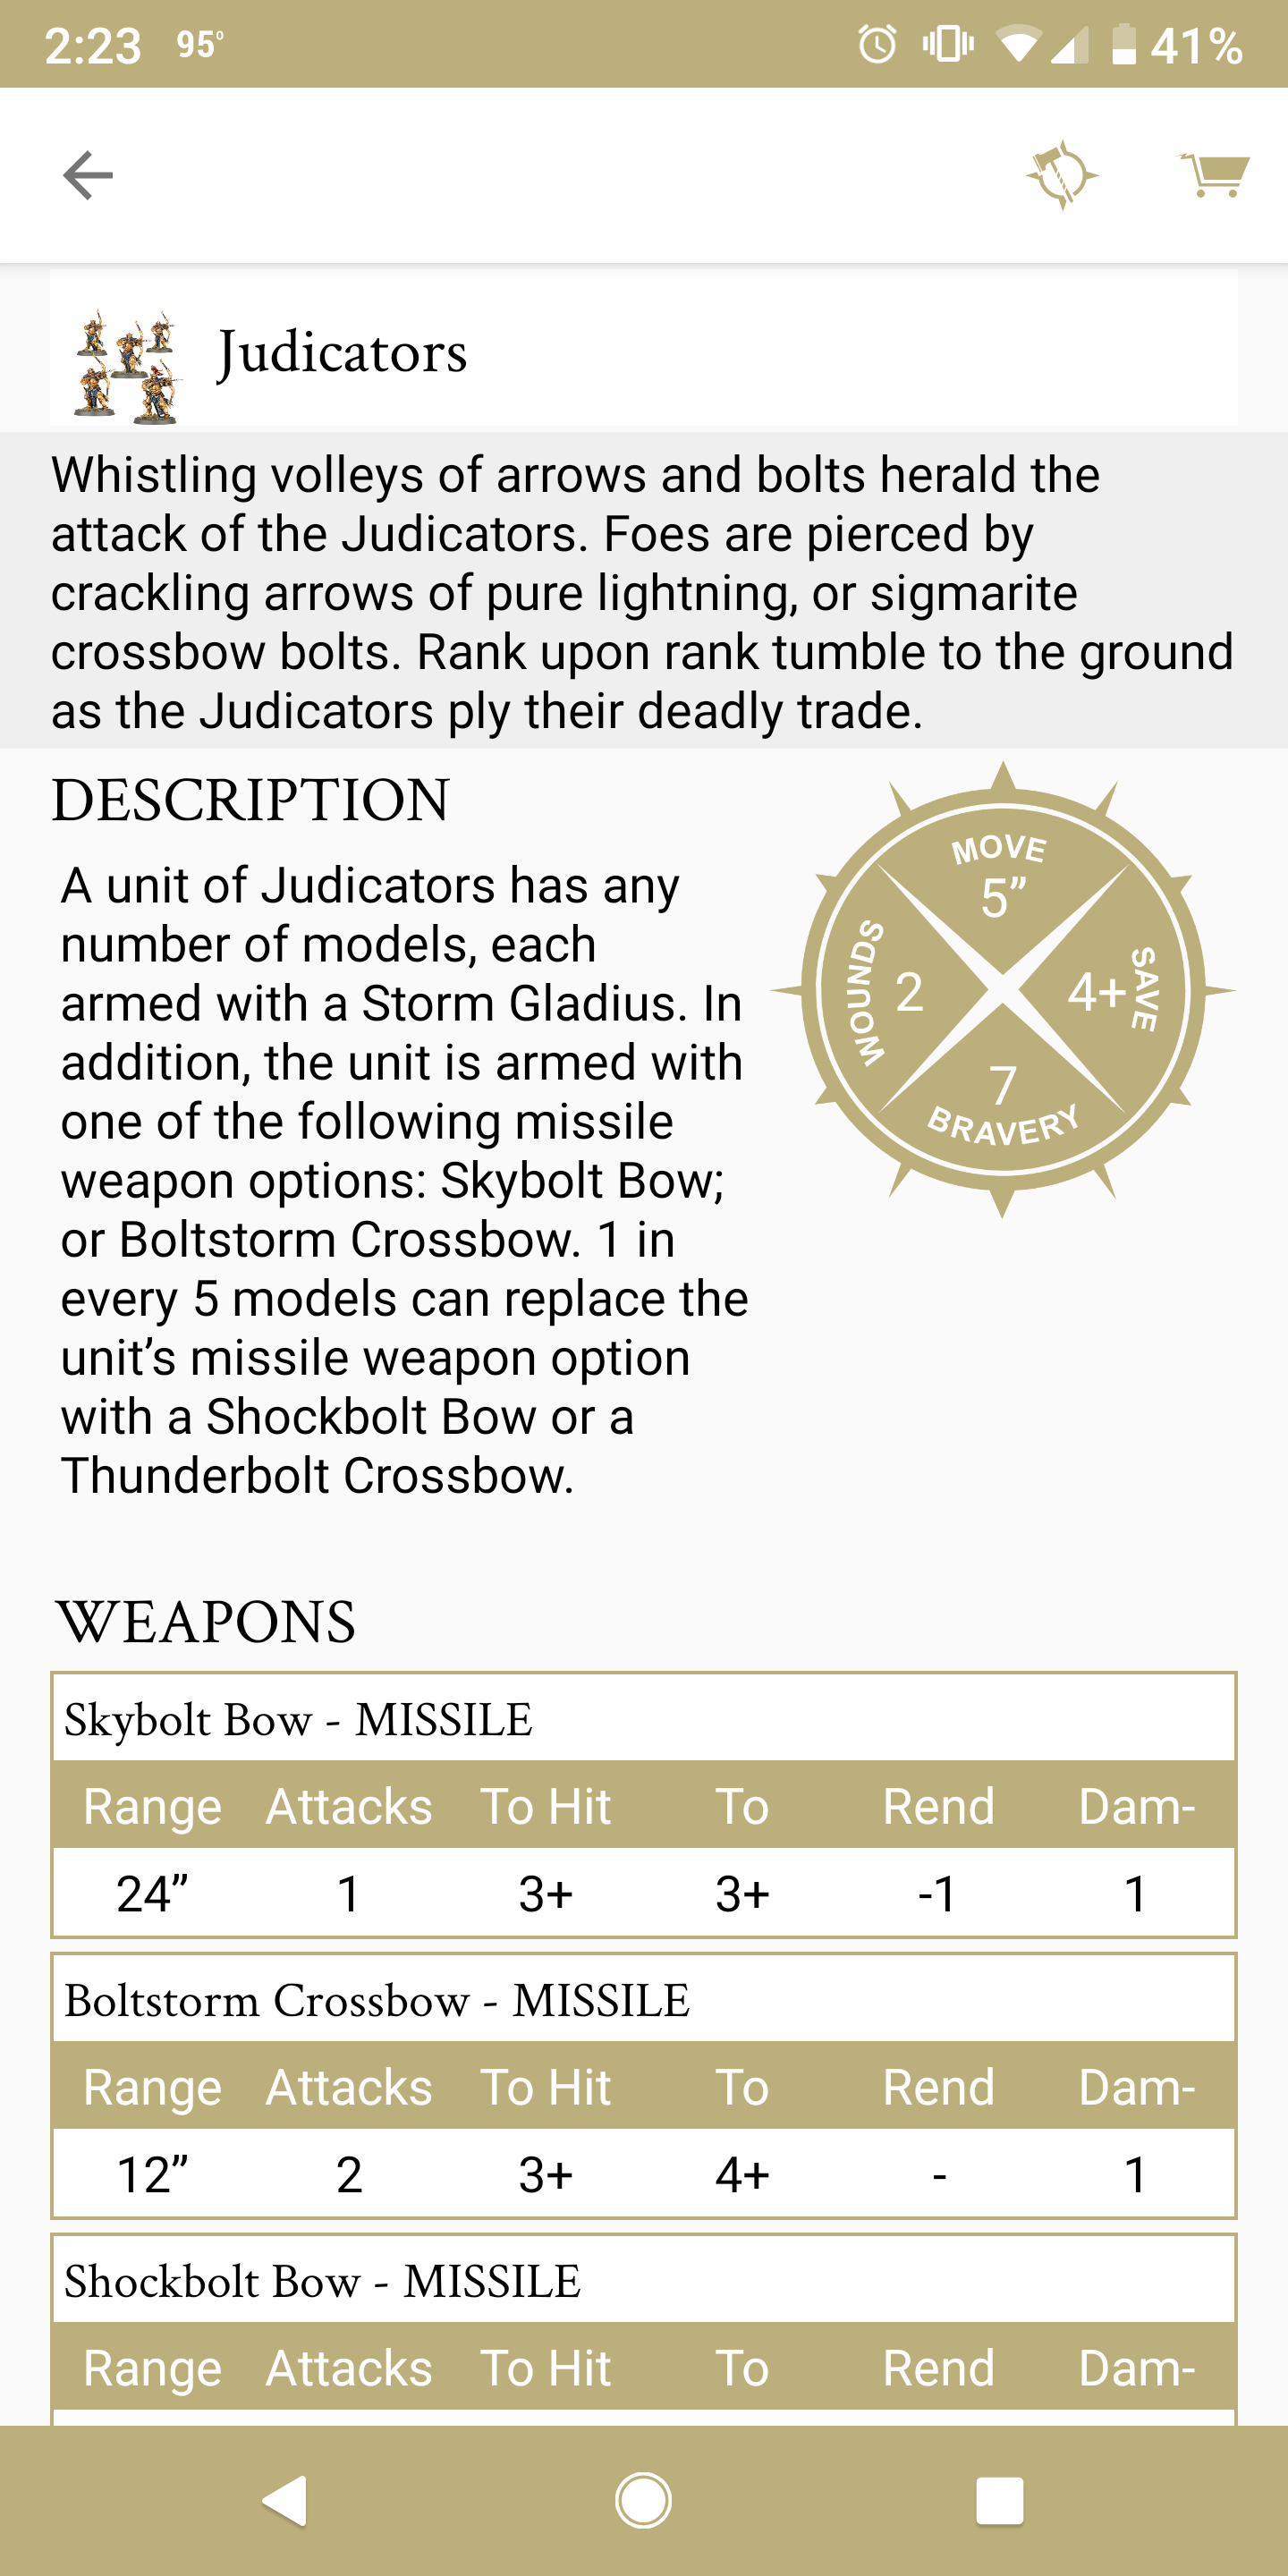 2:23 95° 41%
Judicators
Whistling volleys of arrows and bolts herald the
attack of the Judicators. Foes are pierced by
crackling arrows of pure lightning, or sigmarite
crossbow bolts. Rank upon rank tumble to the ground
as the Judicators ply their deadly trade.
DESCRIPTION
A unit of Judicators has any
number of models, each
armed with a Storm Gladius. In
addition, the unit is armed with
one of the following missile
weapon options: Skybolt Bow;
or Boltstorm Crossbow. 1 in
every 5 models can replace the
unit’s missile weapon option
with a Shockbolt Bow or a
Thunderbolt Crossbow.
MOVE
5”
WOUNDS 2
4+ SAVE
7
BRAVERY
WEAPONS
Skybolt Bow - MISSILE
Range Attacks To Hit To Rend Dam-
24” 1 3+ 3+ -1 1
Boltstorm Crossbow - MISSILE
Range Attacks To Hit To Rend Dam-
12” 2 3+ 4+ - 1
Shockbolt Bow - MISSILE
Range Attacks To Hit To Rend Dam-